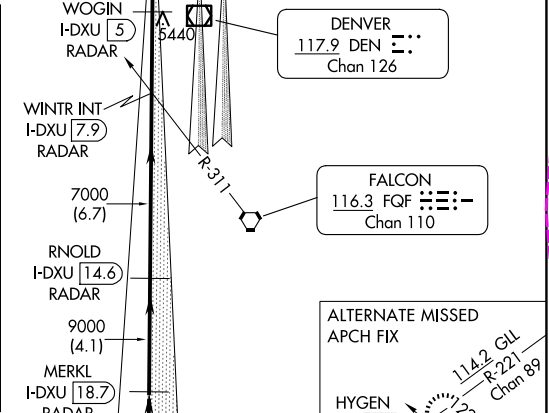 WOGIN
I-DXU 5
RADAR
5440
DENVER
117.9 DEN
Chan 126
WINTR INT
I-DXU 7.9
RADAR
R-311
7000
(6.7)
FALCON
116.3 FQF
Chan 110
RNOLD
I-DXU 14.6
RADAR
9000
(4.1)
MERKL
I-DXU 18.7
RADAR
ALTERNATE MISSED
APCH FIX
114.2 GLL
R-221
Chan 89
HYGEN